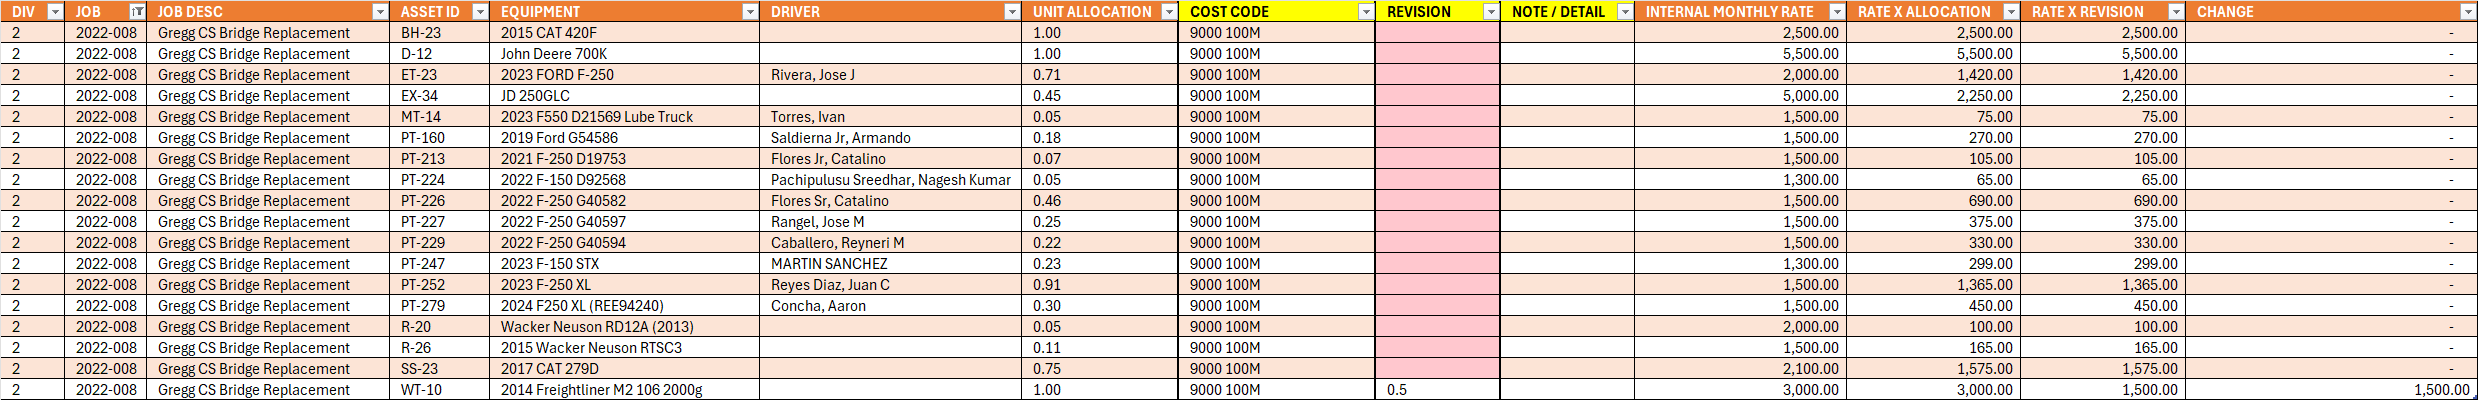 DIV JOB JOB DESC ASSET ID EQUIPMENT DRIVER UNIT ALLOCATION COST CODE REVISION NOTE / DETAIL INTERNAL MONTHLY RATE RATE X ALLOCATION RATE X REVISION CHANGE
2 2022-008 Gregg CS Bridge Replacement BH-23 2015 CAT 420F 1.00 9000 100M 2,500.00 2,500.00 2,500.00 -
2 2022-008 Gregg CS Bridge Replacement D-12 John Deere 700K 1.00 9000 100M 5,500.00 5,500.00 5,500.00 -
2 2022-008 Gregg CS Bridge Replacement ET-23 2023 FORD F-250 Rivera, Jose J 0.71 9000 100M 2,000.00 1,420.00 1,420.00 -
2 2022-008 Gregg CS Bridge Replacement EX-34 JD 250GLC 0.45 9000 100M 5,000.00 2,250.00 2,250.00 -
2 2022-008 Gregg CS Bridge Replacement MT-14 2023 F550 D21569 Lube Truck Torres, Ivan 0.05 9000 100M 1,500.00 75.00 75.00 -
2 2022-008 Gregg CS Bridge Replacement PT-160 2019 Ford G54586 Saldierna Jr, Armando 0.18 9000 100M 1,500.00 270.00 270.00 -
2 2022-008 Gregg CS Bridge Replacement PT-213 2021 F-250 D19753 Flores Jr, Catalino 0.07 9000 100M 1,500.00 105.00 105.00 -
2 2022-008 Gregg CS Bridge Replacement PT-224 2022 F-150 D92568 Pachipulusu Sreedhar, Nagesh Kumar 0.05 9000 100M 1,300.00 65.00 65.00 -
2 2022-008 Gregg CS Bridge Replacement PT-226 2022 F-250 G40582 Flores Sr, Catalino 0.46 9000 100M 1,500.00 690.00 690.00 -
2 2022-008 Gregg CS Bridge Replacement PT-227 2022 F-250 G40597 Rangel, Jose M 0.25 9000 100M 1,500.00 375.00 375.00 -
2 2022-008 Gregg CS Bridge Replacement PT-229 2022 F-250 G40594 Caballero, Reyneri M 0.22 9000 100M 1,500.00 330.00 330.00 -
2 2022-008 Gregg CS Bridge Replacement PT-247 2023 F-150 STX MARTIN SANCHEZ 0.23 9000 100M 1,300.00 299.00 299.00 -
2 2022-008 Gregg CS Bridge Replacement PT-252 2023 F-250 XL Reyes Diaz, Juan C 0.91 9000 100M 1,500.00 1,365.00 1,365.00 -
2 2022-008 Gregg CS Bridge Replacement PT-279 2024 F250 XL (REE94240) Concha, Aaron 0.30 9000 100M 1,500.00 450.00 450.00 -
2 2022-008 Gregg CS Bridge Replacement R-20 Wacker Neuson RD12A (2013) 0.05 9000 100M 2,000.00 100.00 100.00 -
2 2022-008 Gregg CS Bridge Replacement R-26 2015 Wacker Neuson RTSC3 0.11 9000 100M 1,500.00 165.00 165.00 -
2 2022-008 Gregg CS Bridge Replacement SS-23 2017 CAT 279D 0.75 9000 100M 2,100.00 1,575.00 1,575.00 -
2 2022-008 Gregg CS Bridge Replacement WT-10 2014 Freightliner M2 106 2000g 1.00 9000 100M 0.5 3,000.00 3,000.00 1,500.00 1,500.00